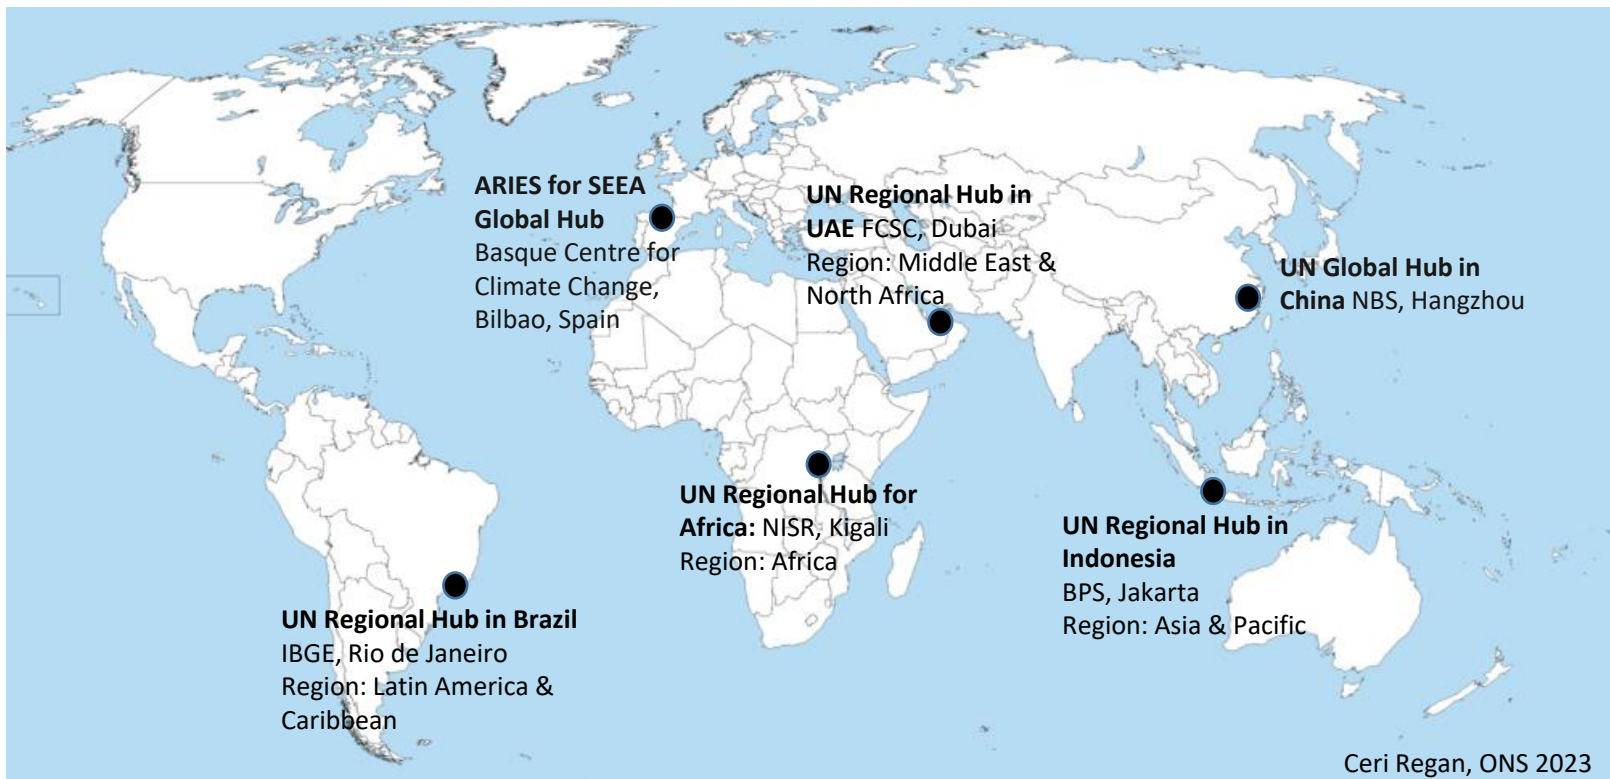 ARIES for SEEA
Global Hub
Basque Centre for
Climate Change,
Bilbao, Spain
UN Regional Hub in
UAE FCSC, Dubai
Region: Middle East &
North Africa
UN Global Hub in
China NBS, Hangzhou
UN Regional Hub for
Africa: NISR, Kigali
Region: Africa
UN Regional Hub in
Indonesia
BPS, Jakarta
Region: Asia & Pacific
UN Regional Hub in Brazil
IBGE, Rio de Janeiro
Region: Latin America &
Caribbean
Ceri Regan, ONS 2023